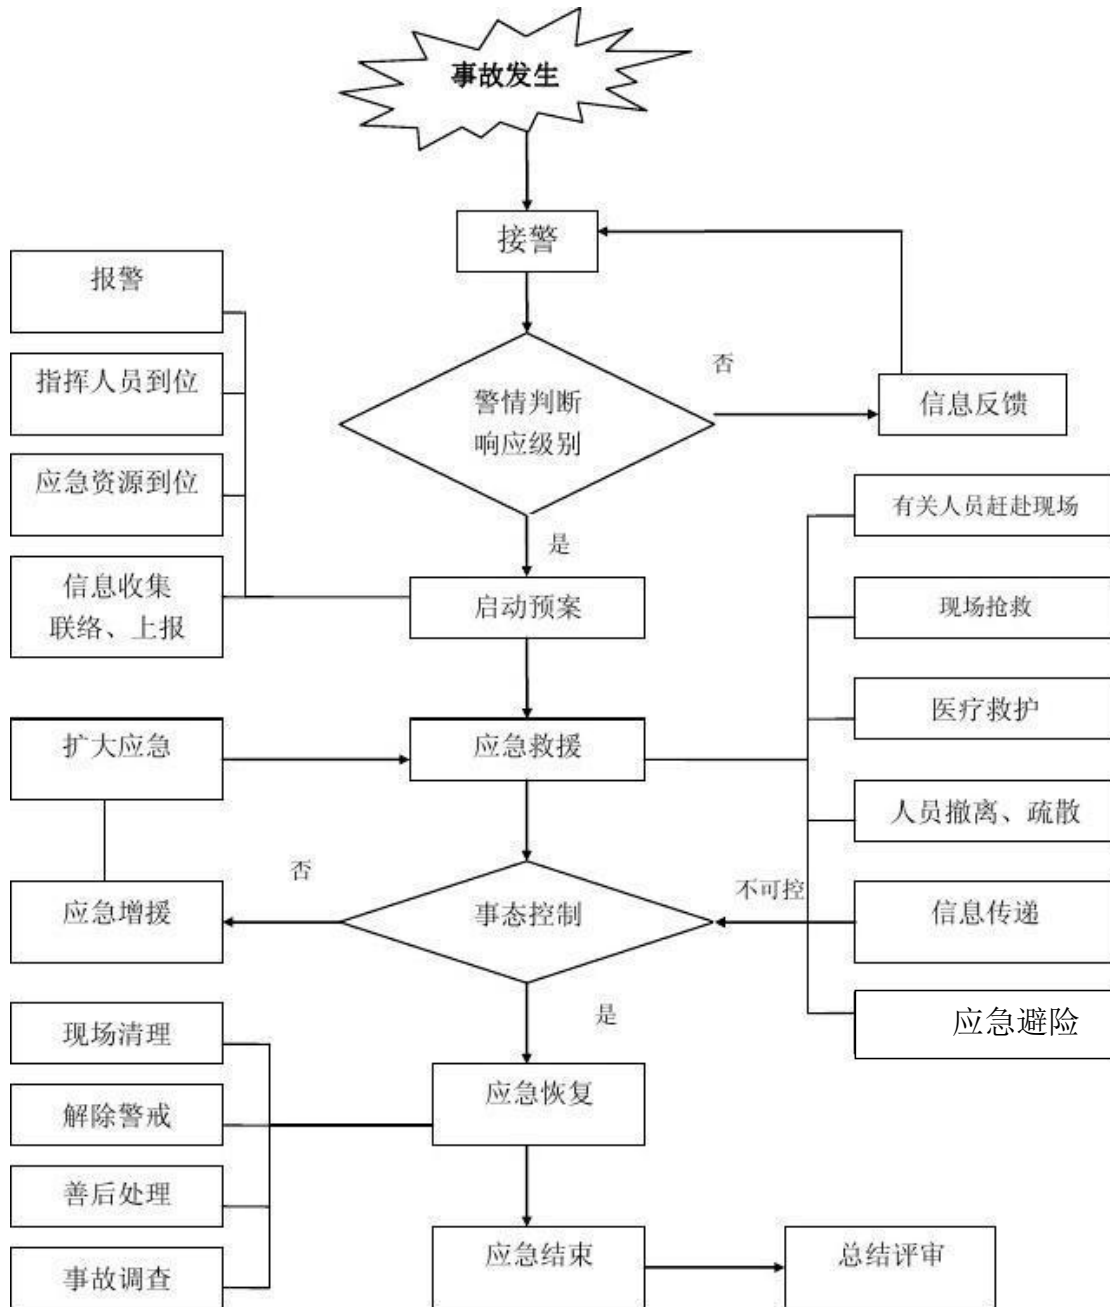 事故发生
接警
报警
否
指挥人员到位
警情判断
响应级别
信息反馈
应急资源到位
有关人员赶赴现场
是
信息收集
联络、上报
启动预案
现场抢救
医疗救护
扩大应急
应急救援
人员撤离、疏散
否
不可控
应急增援
事态控制
信息传递
是
现场清理
应急避险
应急恢复
解除警戒
善后处理
应急结束
总结评审
事故调查